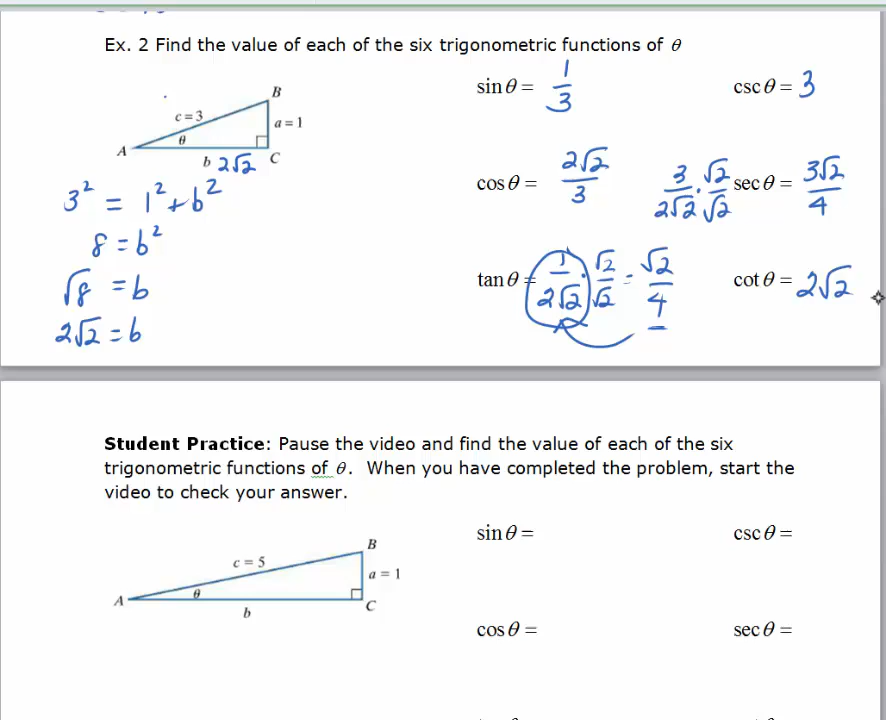 Ex. 2 Find the value of each of the six trigonometric functions of θ
B
c = 3
a = 1
θ
A
b 2√2 C
3² = 1² + b²
8 = b²
√8 = b
2√2 = b
sin θ = 1/3
csc θ = 3
cos θ = 2√2/3
3/2√2 · √2/√2 sec θ = 3√2/4
tan θ = 1/2√2 · √2/√2 = √2/4
cot θ = 2√2
Student Practice: Pause the video and find the value of each of the six
trigonometric functions of θ. When you have completed the problem, start the
video to check your answer.
B
c = 5
a = 1
θ
A
C
b
sin θ =
csc θ =
cos θ =
sec θ =